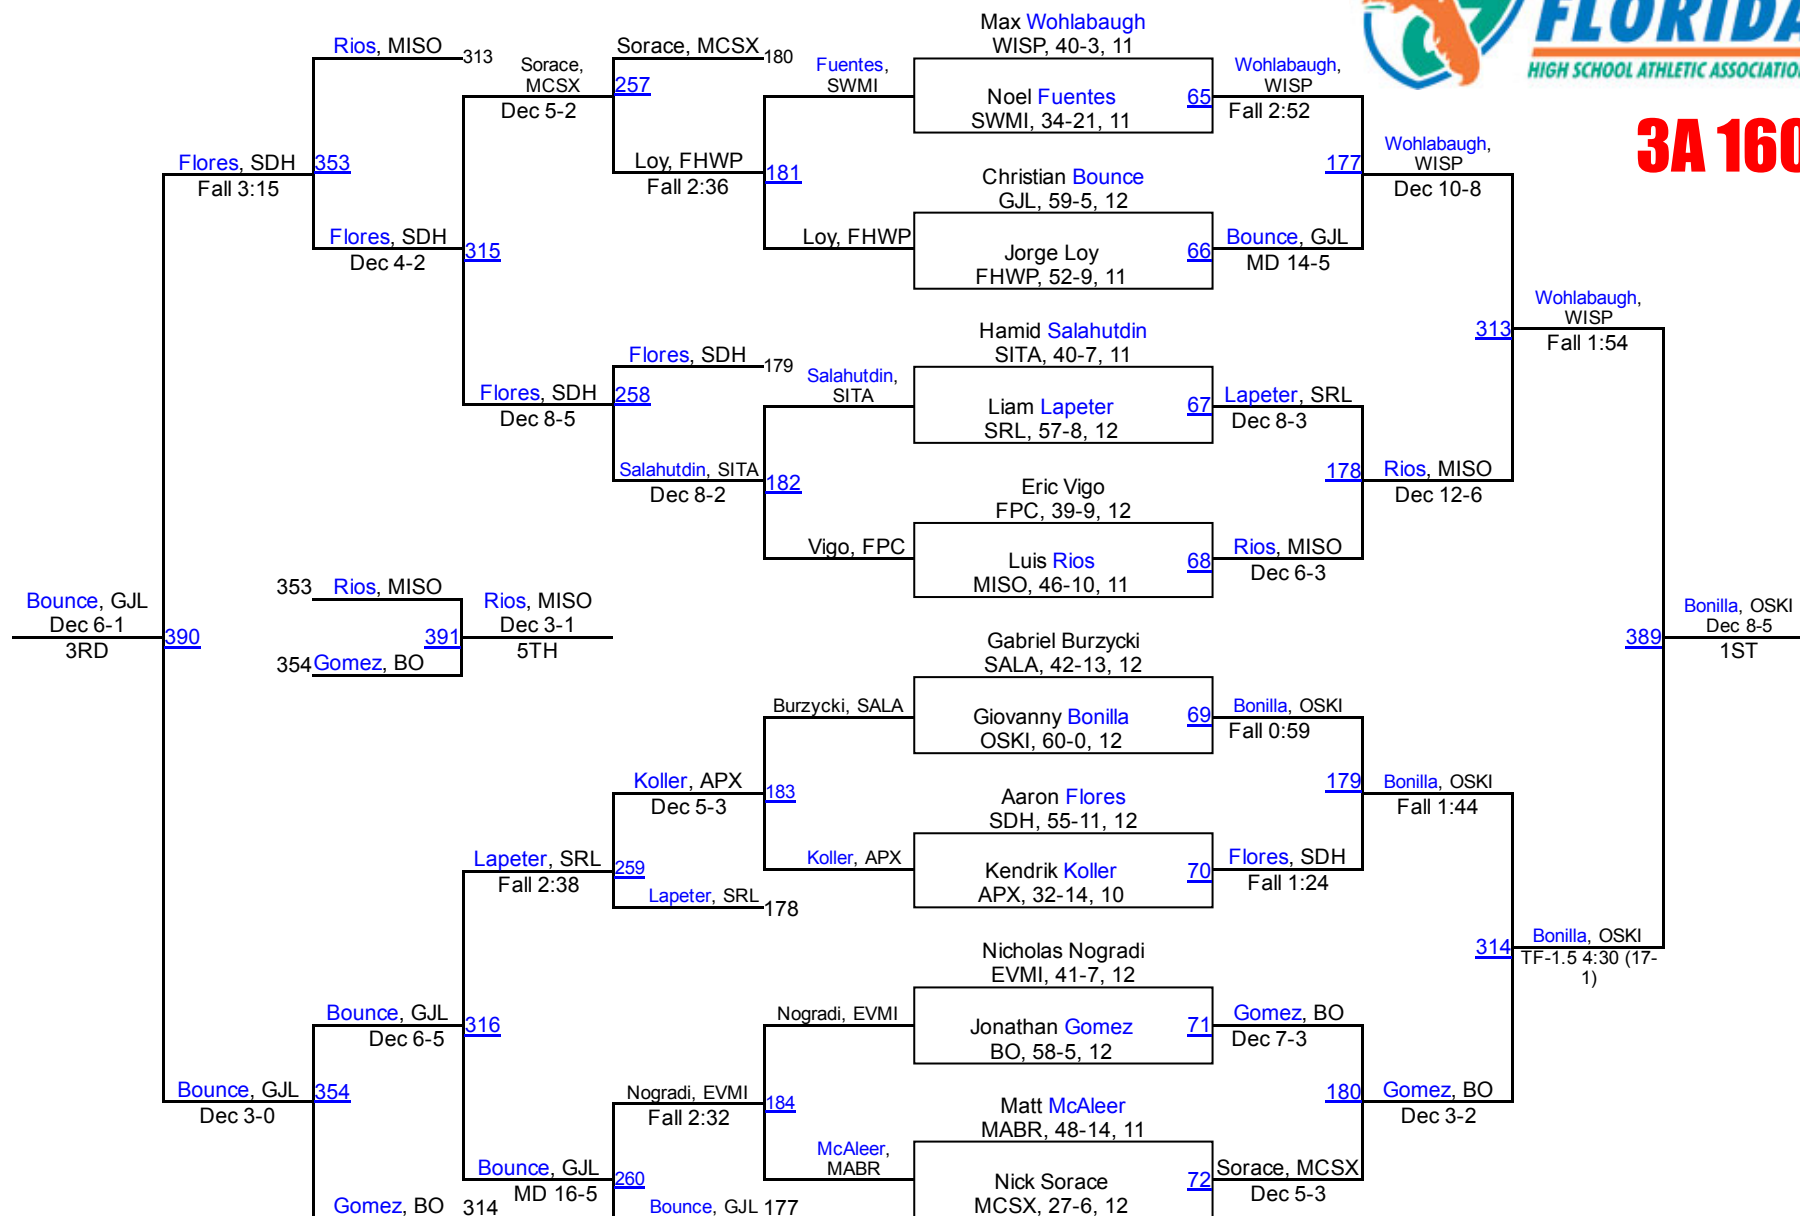 FLORIDA
HIGH SCHOOL ATHLETIC ASSOCIATION
3A 160
Rios, MISO
313
Sorace,
MCSX
Dec 5-2
Sorace, MCSX
180
257
Loy, FHWP
Fall 2:36
Fuentes,
SWMI
181
Loy, FHWP
Max Wohlabaugh
WISP, 40-3, 11
Noel Fuentes
SWMI, 34-21, 11
65
Wohlabaugh,
WISP
Fall 2:52
Christian Bounce
GJL, 59-5, 12
Jorge Loy
FHWP, 52-9, 11
66
Bounce, GJL
MD 14-5
177
Wohlabaugh,
WISP
Dec 10-8
Flores, SDH
Fall 3:15
353
Flores, SDH
Dec 4-2
315
Flores, SDH
Dec 8-5
Flores, SDH
179
258
Salahutdin, SITA
Dec 8-2
Salahutdin,
SITA
182
Vigo, FPC
Hamid Salahutdin
SITA, 40-7, 11
Liam Lapeter
SRL, 57-8, 12
67
Lapeter, SRL
Dec 8-3
Eric Vigo
FPC, 39-9, 12
Luis Rios
MISO, 46-10, 11
68
Rios, MISO
Dec 6-3
178
Rios, MISO
Dec 12-6
313
Wohlabaugh,
WISP
Fall 1:54
Bounce, GJL
Dec 6-1
3RD
390
353
Rios, MISO
354
Gomez, BO
391
Rios, MISO
Dec 3-1
5TH
389
Bonilla, OSKI
Dec 8-5
1ST
Gabriel Burzycki
SALA, 42-13, 12
Giovanny Bonilla
OSKI, 60-0, 12
69
Bonilla, OSKI
Fall 0:59
Burzycki, SALA
Koller, APX
Dec 5-3
183
Koller, APX
Aaron Flores
SDH, 55-11, 12
Kendrik Koller
APX, 32-14, 10
70
Flores, SDH
Fall 1:24
179
Bonilla, OSKI
Fall 1:44
Lapeter, SRL
Fall 2:38
259
Lapeter, SRL
178
314
Bonilla, OSKI
TF-1.5 4:30 (17-
1)
Bounce, GJL
Dec 6-5
316
Nicholas Nogradi
EVMI, 41-7, 12
Jonathan Gomez
BO, 58-5, 12
71
Gomez, BO
Dec 7-3
Nogradi, EVMI
Nogradi, EVMI
Fall 2:32
184
McAleer,
MABR
Matt McAleer
MABR, 48-14, 11
Nick Sorace
MCSX, 27-6, 12
72
Sorace, MCSX
Dec 5-3
180
Gomez, BO
Dec 3-2
Bounce, GJL
Dec 3-0
354
Bounce, GJL
MD 16-5
260
Gomez, BO
314
Bounce, GJL
177